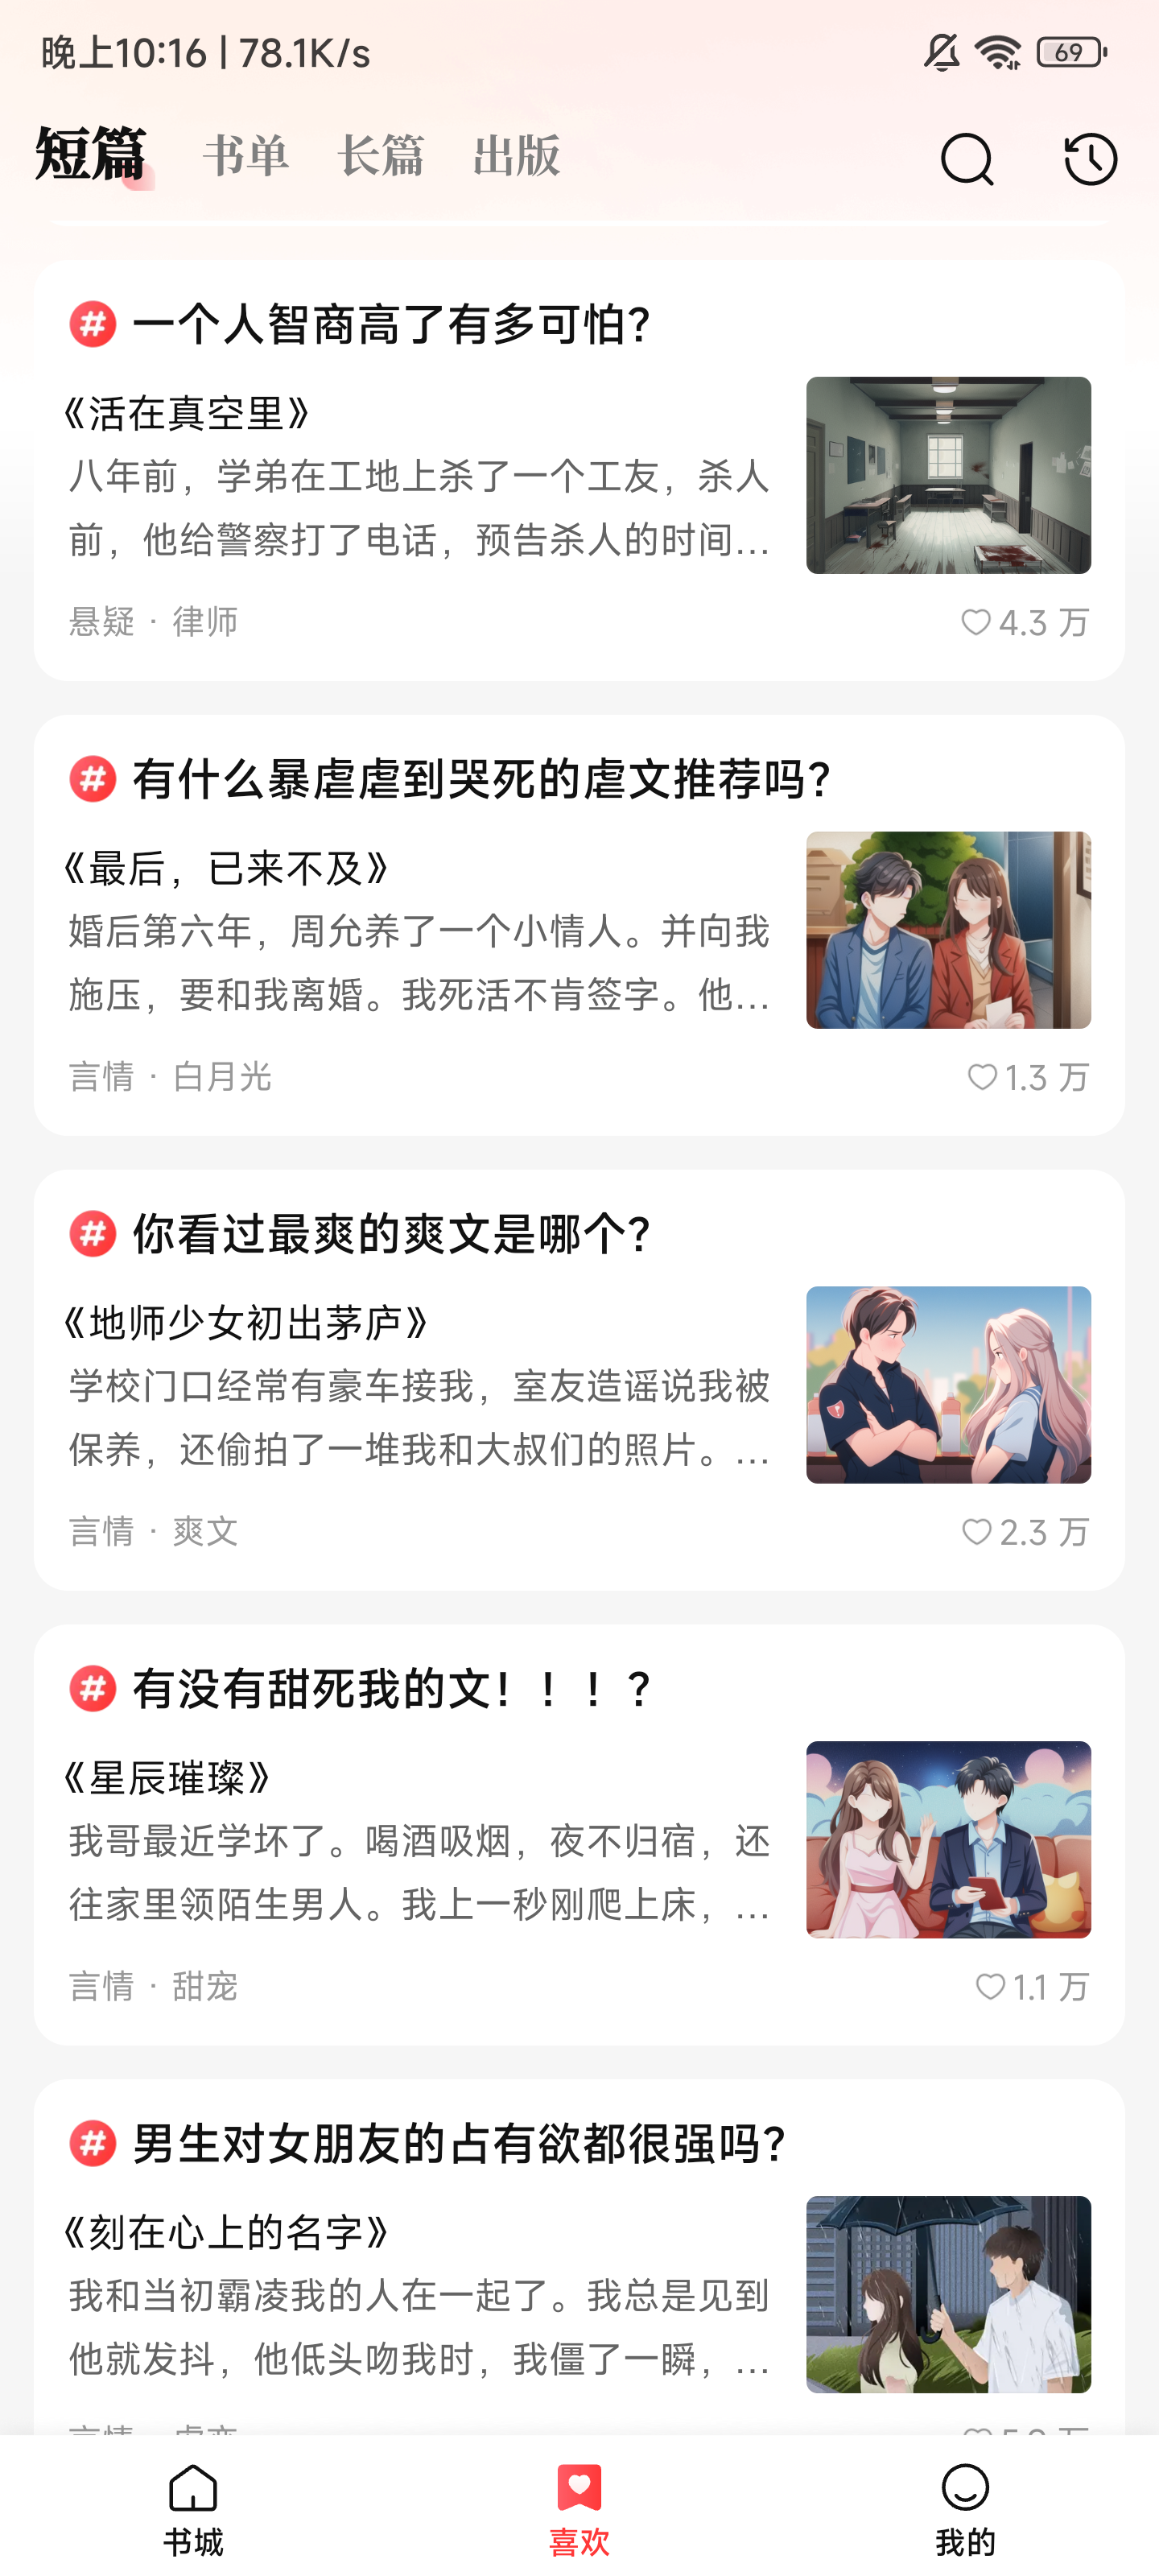 晚上10:16 | 78.1K/s
69
短篇 书单 长篇 出版
# 一个人智商高了有多可怕？
《活在真空里》
八年前，学弟在工地上杀了一个工友，杀人
前，他给警察打了电话，预告杀人的时间...
悬疑 · 律师
4.3 万
# 有什么暴虐虐到哭死的虐文推荐吗？
《最后，已来不及》
婚后第六年，周允养了一个小情人。并向我
施压，要和我离婚。我死活不肯签字。他...
言情 · 白月光
1.3 万
# 你看过最爽的爽文是哪个？
《地师少女初出茅庐》
学校门口经常有豪车接我，室友造谣说我被
保养，还偷拍了一堆我和大叔们的照片。...
言情 · 爽文
2.3 万
# 有没有甜死我的文！！！？
《星辰璀璨》
我哥最近学坏了。喝酒吸烟，夜不归宿，还
往家里领陌生男人。我上一秒刚爬上床，...
言情 · 甜宠
1.1 万
# 男生对女朋友的占有欲都很强吗？
《刻在心上的名字》
我和当初霸凌我的人在一起了。我总是见到
他就发抖，他低头吻我时，我僵了一瞬，...
书城 喜欢 我的